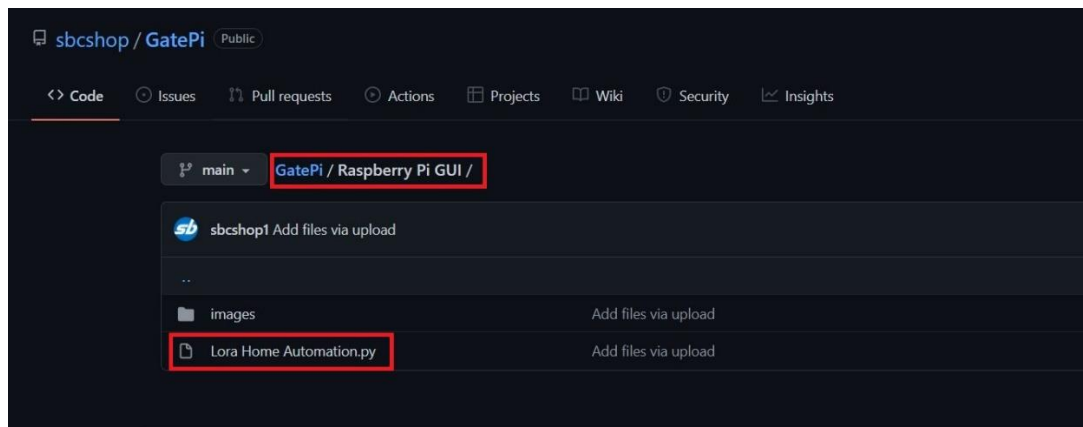 sbcshop / GatePi Public
Code Issues Pull requests Actions Projects Wiki Security Insights
main GatePi / Raspberry Pi GUI /
sb sbcshop1 Add files via upload
..
images Add files via upload
Lora Home Automation.py Add files via upload